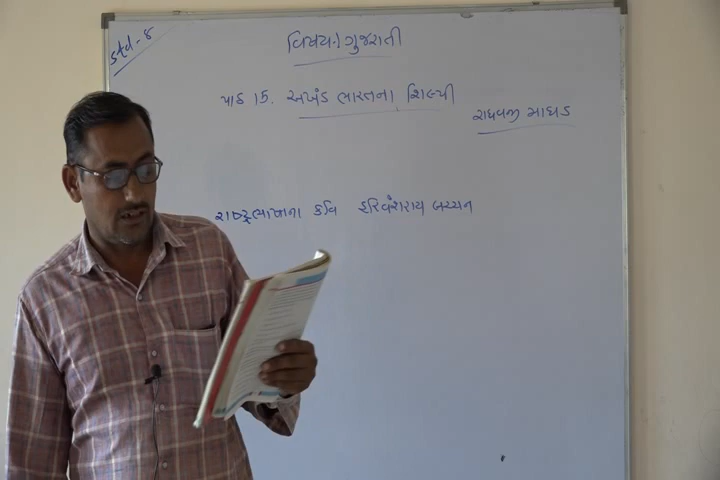 Std - 8
વિષય:- ગુજરાતી
પાઠ 15. અખંડ ભારતના શિલ્પી
રાઘવજી માધડ
રાષ્ટ્રભાષાના કવિ હરિવંશરાય બચ્ચન